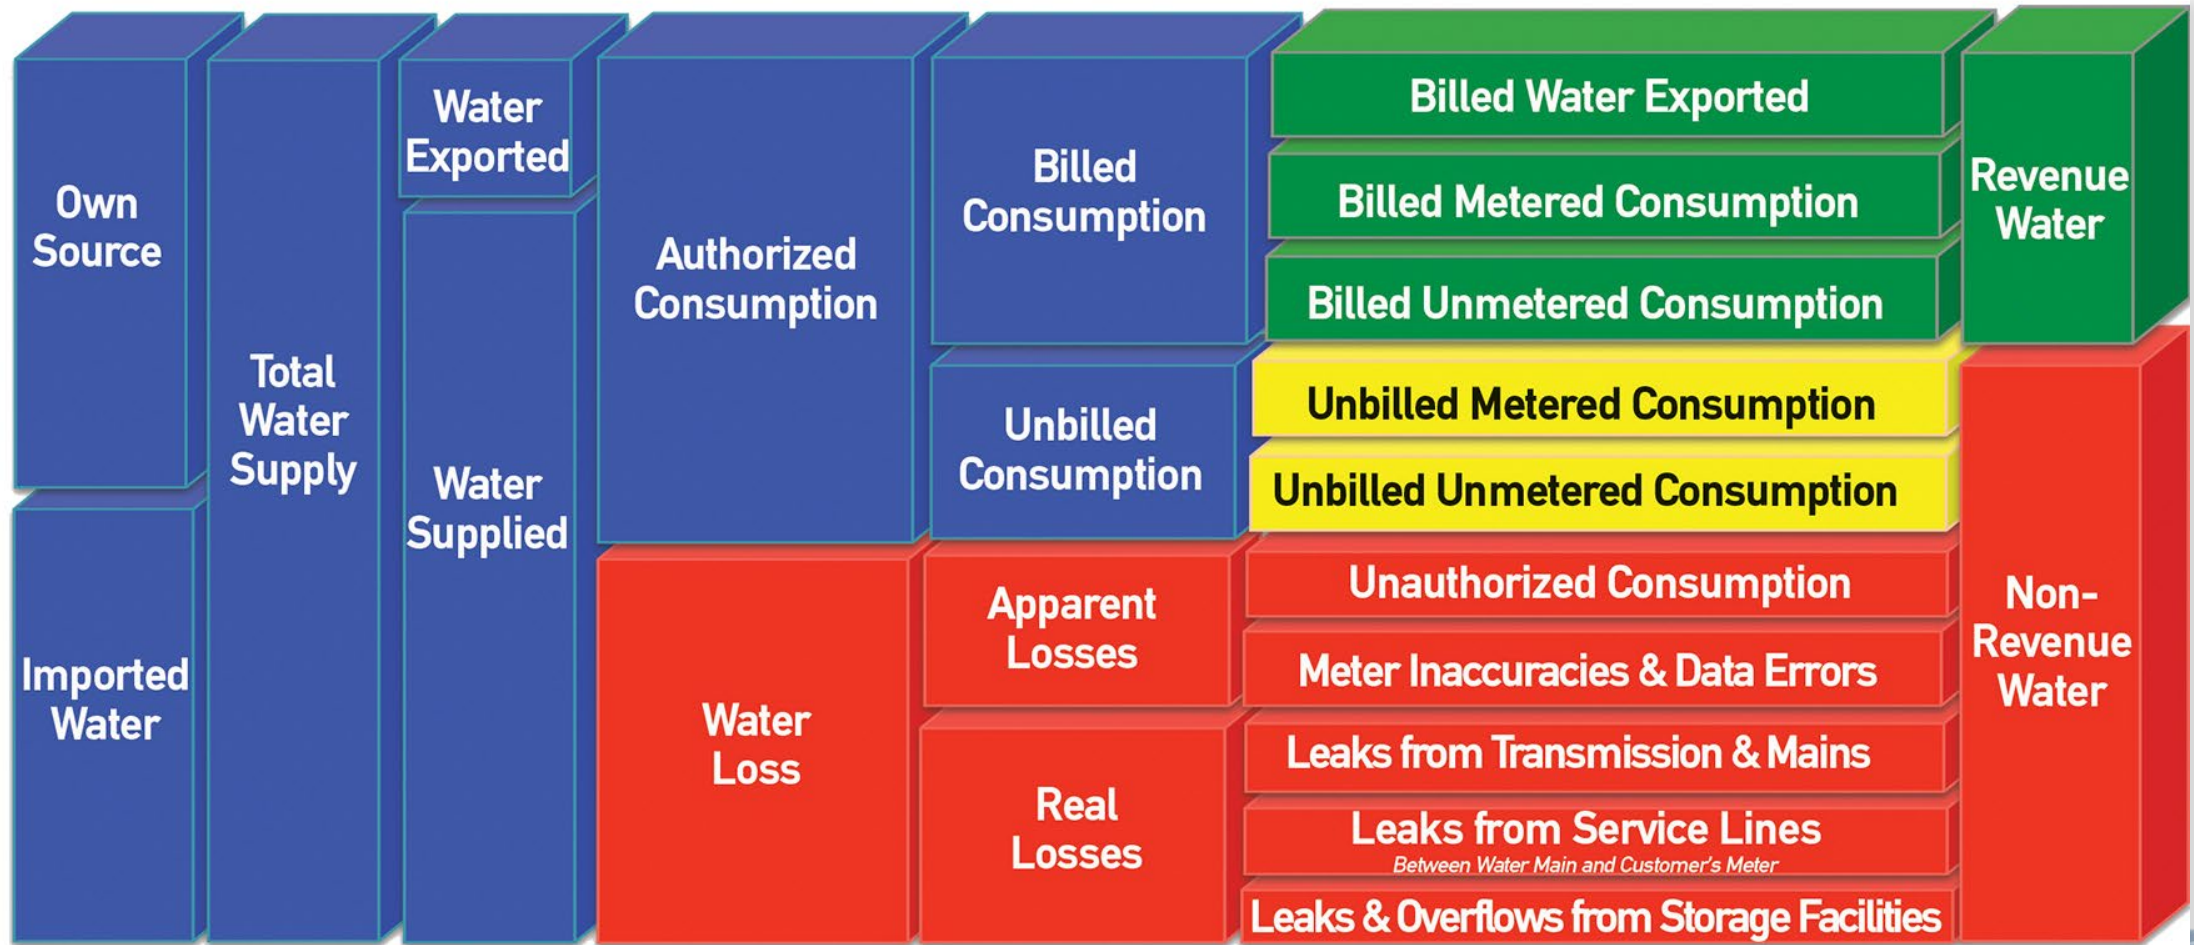 Own
Source
Imported
Water
Total
Water
Supply
Water
Exported
Water
Supplied
Authorized
Consumption
Water
Loss
Billed
Consumption
Unbilled
Consumption
Apparent
Losses
Real
Losses
Billed Water Exported
Billed Metered Consumption
Billed Unmetered Consumption
Unbilled Metered Consumption
Unbilled Unmetered Consumption
Unauthorized Consumption
Meter Inaccuracies & Data Errors
Leaks from Transmission & Mains
Leaks from Service Lines
Between Water Main and Customer's Meter
Leaks & Overflows from Storage Facilities
Revenue
Water
Non-
Revenue
Water